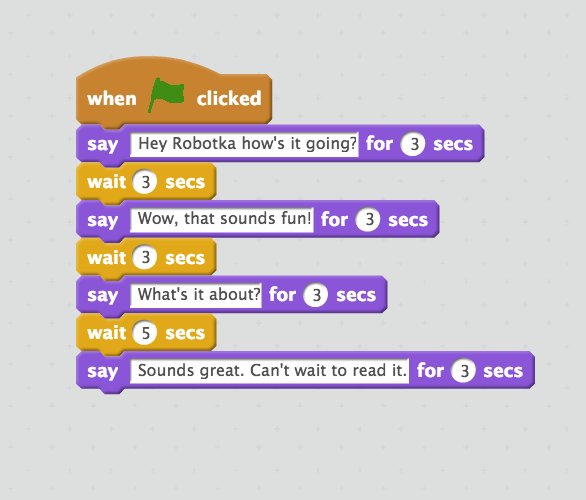 when clicked
say Hey Robotka how's it going? for 3 secs
wait 3 secs
say Wow, that sounds fun! for 3 secs
wait 3 secs
say What's it about? for 3 secs
wait 5 secs
say Sounds great. Can't wait to read it. for 3 secs